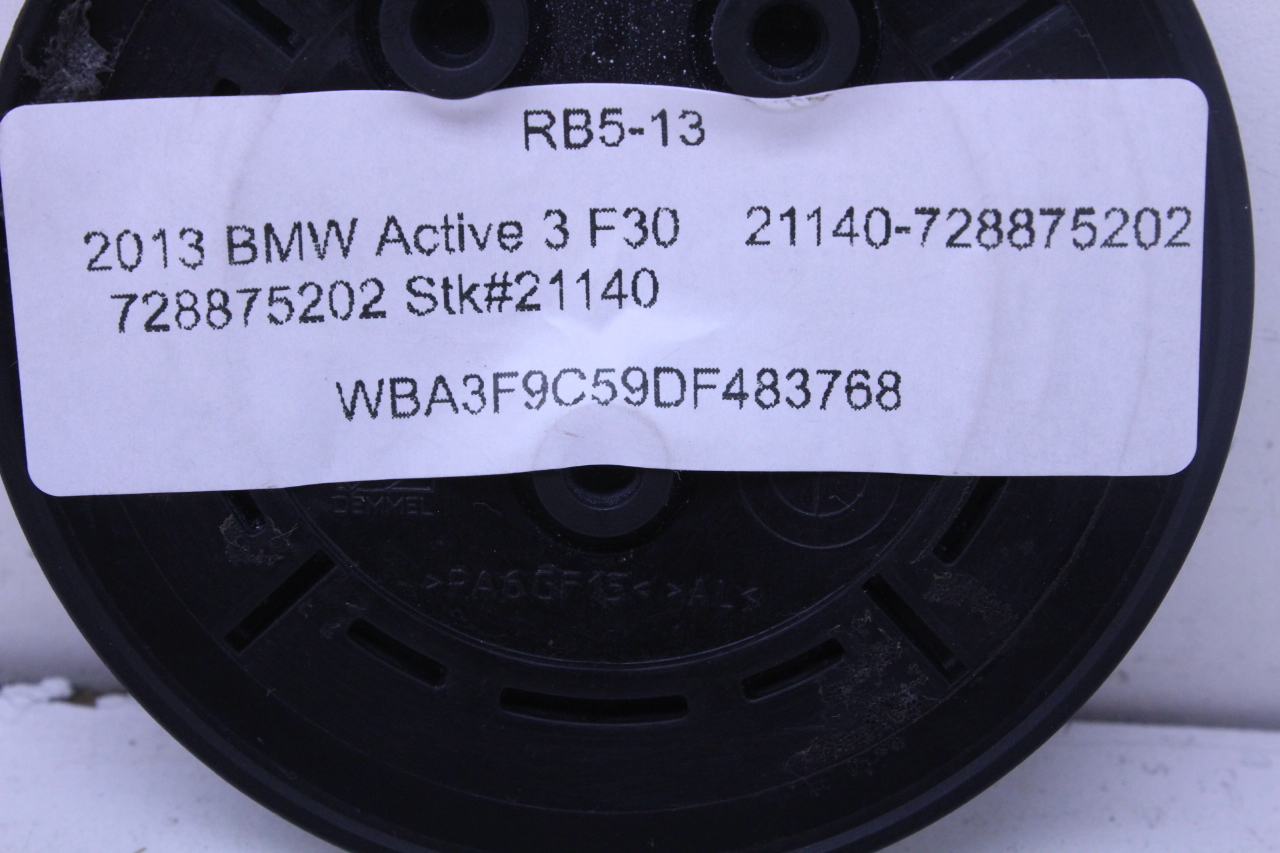 RB5-13
2013 BMW Active 3 F30 21140-728875202
728875202 Stk#21140
WBA3F9C59DF483768
DEMMEL
>PA6GF15< >AL<